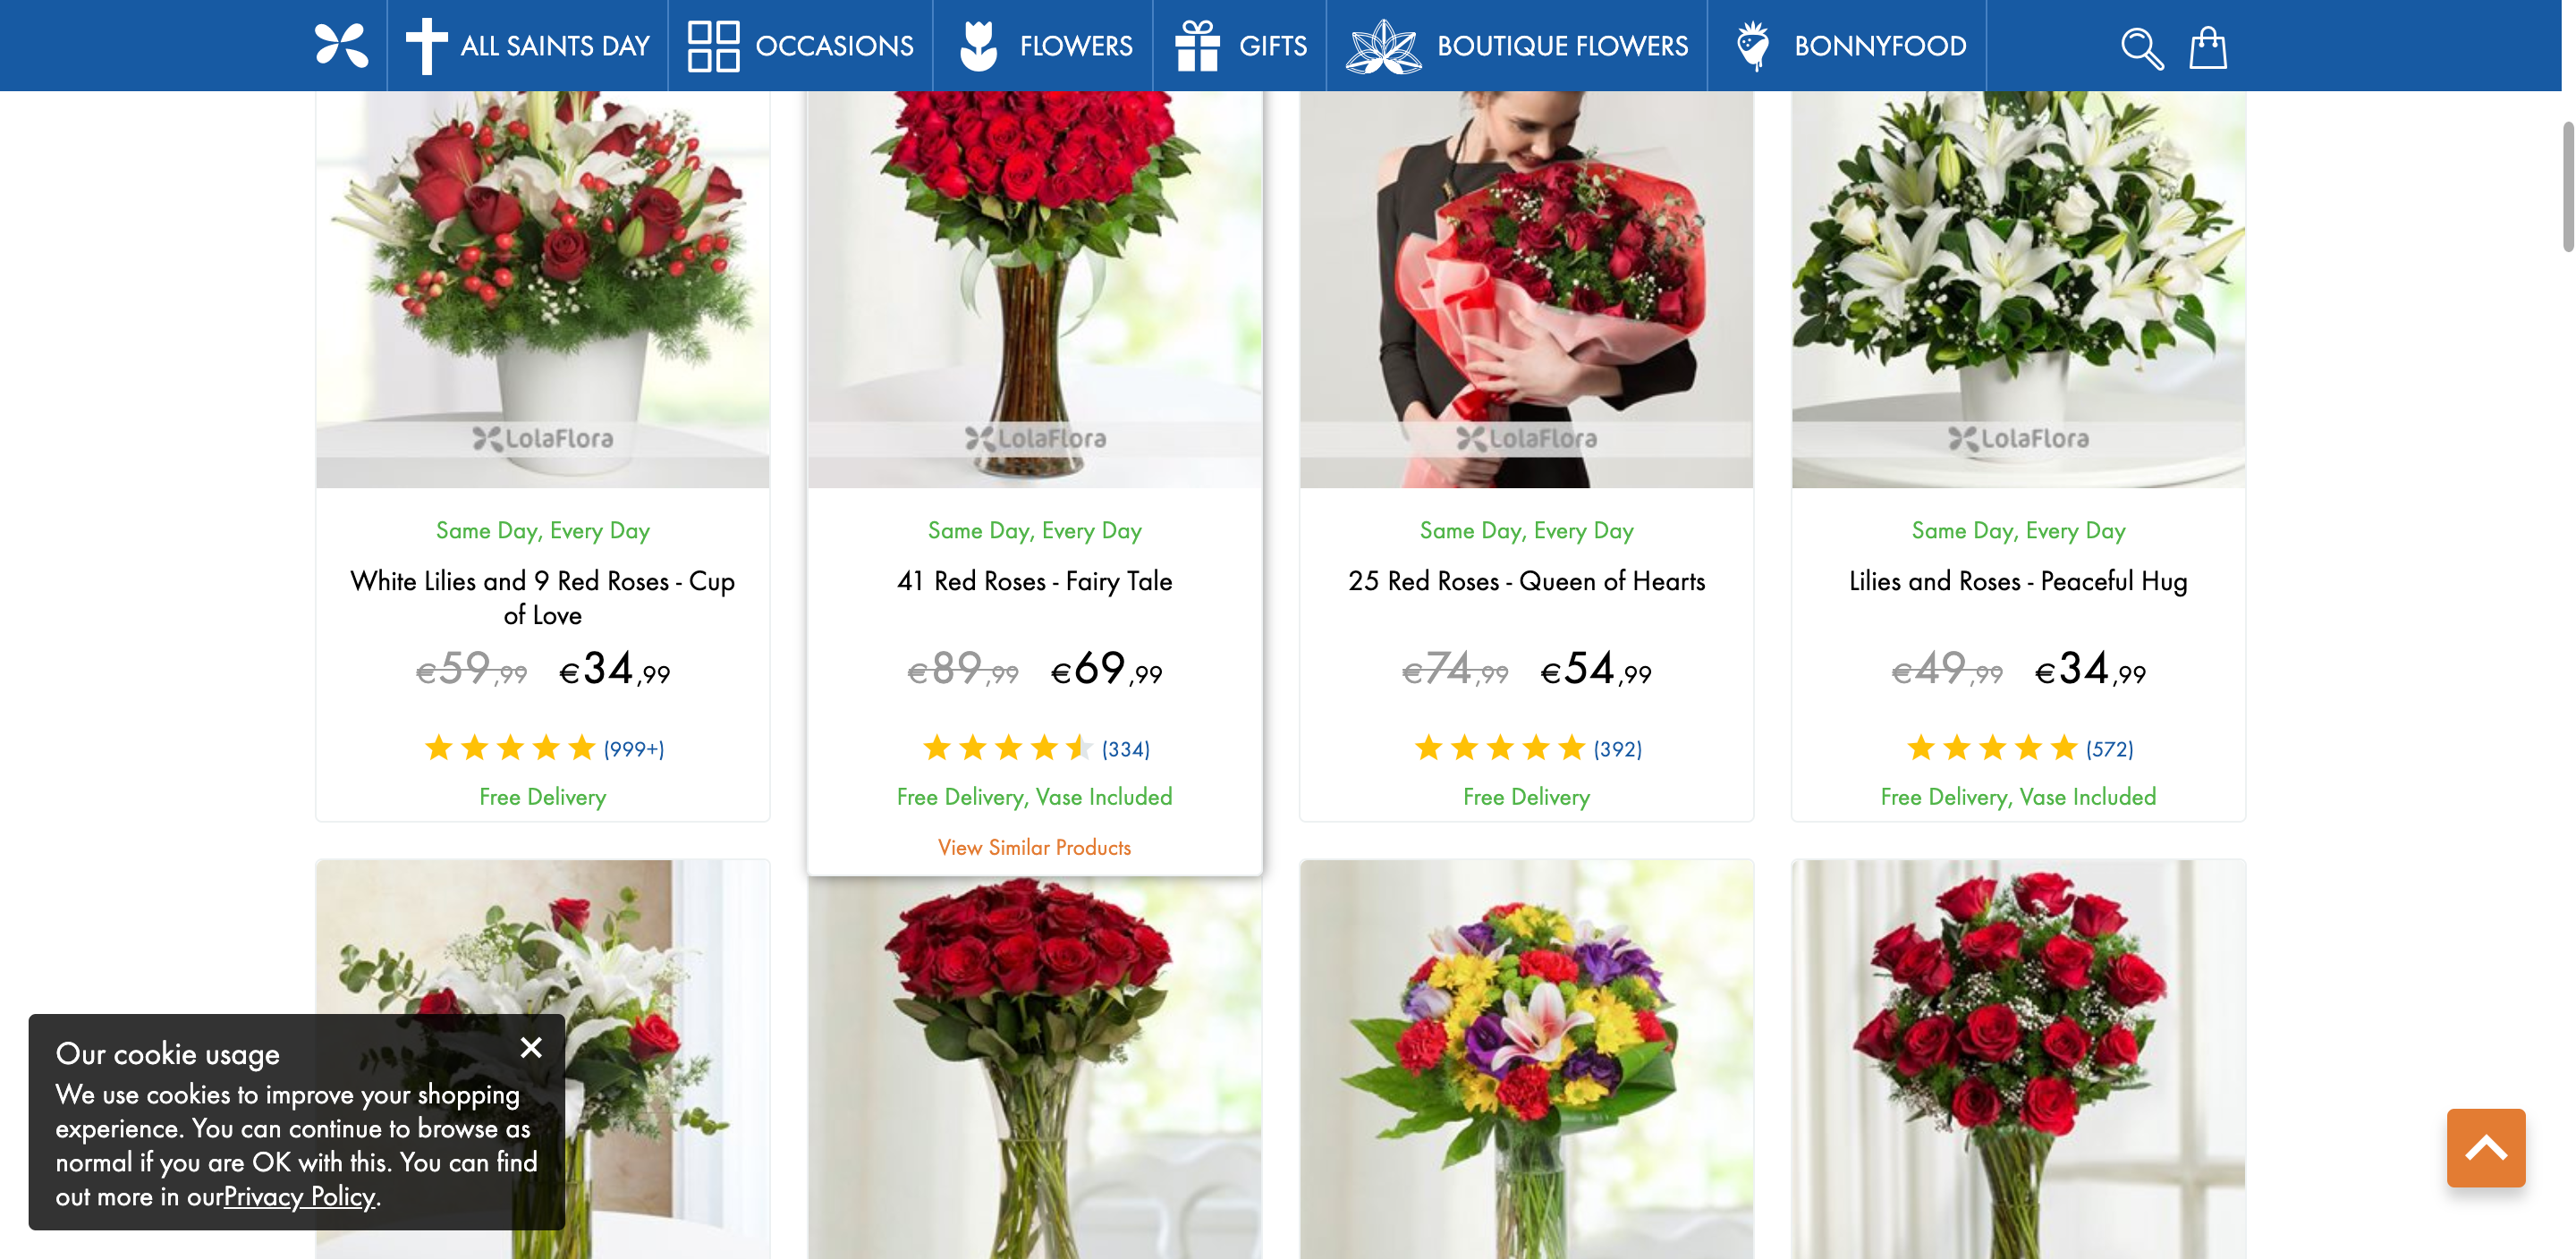 ALL SAINTS DAY
OCCASIONS
FLOWERS
GIFTS
BOUTIQUE FLOWERS
BONNYFOOD
LolaFlora
Same Day, Every Day
White Lilies and 9 Red Roses - Cup
of Love
€59,99 €34,99
(999+)
Free Delivery
LolaFlora
Same Day, Every Day
41 Red Roses - Fairy Tale
€89,99 €69,99
(334)
Free Delivery, Vase Included
View Similar Products
LolaFlora
Same Day, Every Day
25 Red Roses - Queen of Hearts
€74,99 €54,99
(392)
Free Delivery
LolaFlora
Same Day, Every Day
Lilies and Roses - Peaceful Hug
€49,99 €34,99
(572)
Free Delivery, Vase Included
Our cookie usage
We use cookies to improve your shopping
experience. You can continue to browse as
normal if you are OK with this. You can find
out more in ourPrivacy Policy.